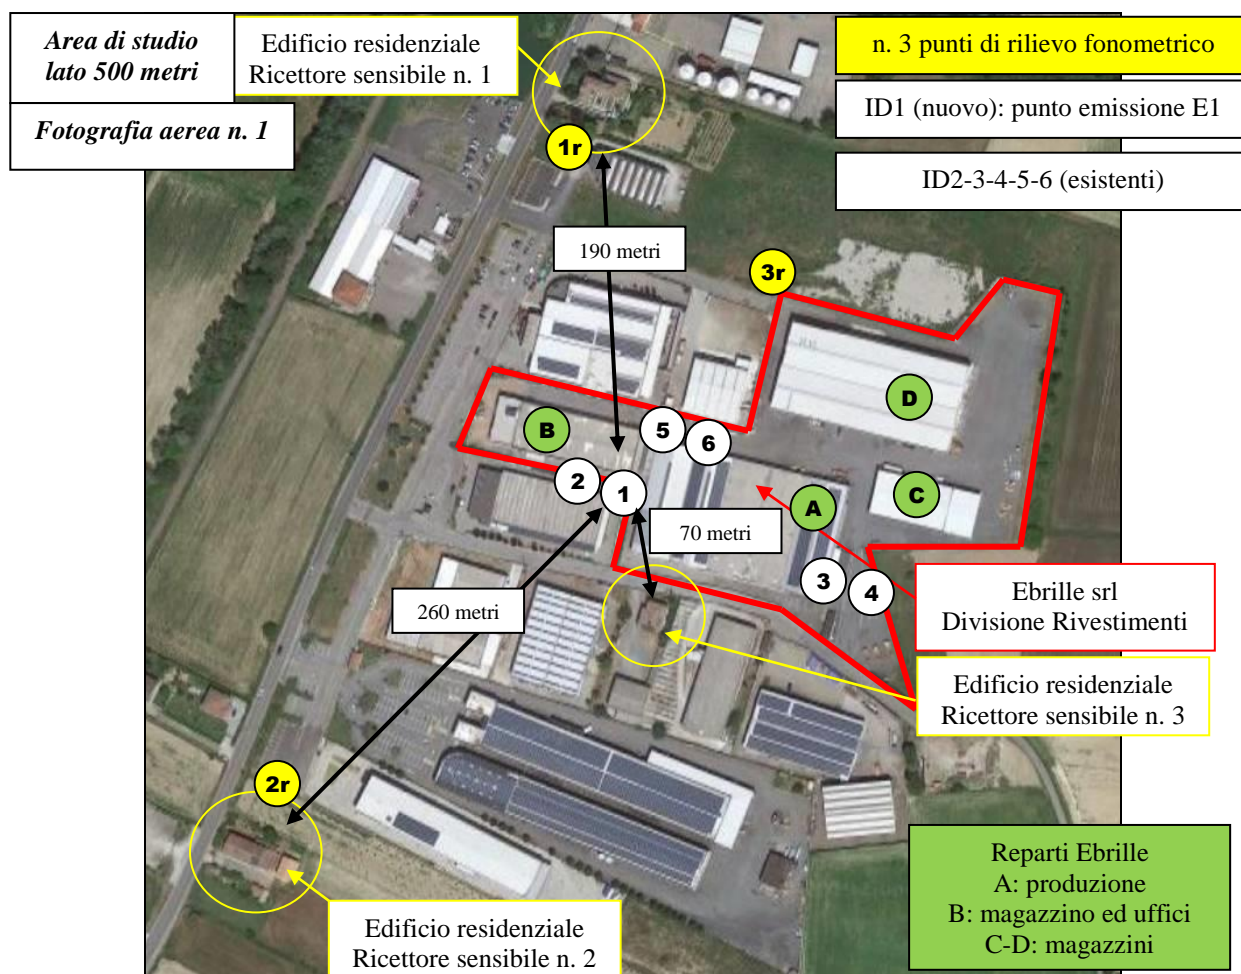 Area di studio
lato 500 metri
Fotografia aerea n. 1
Edificio residenziale
Ricettore sensibile n. 1
n. 3 punti di rilievo fonometrico
ID1 (nuovo): punto emissione E1
ID2-3-4-5-6 (esistenti)
1r
190 metri
3r
D
B
5
6
2
1
A
C
70 metri
3
4
260 metri
Ebrille srl
Divisione Rivestimenti
Edificio residenziale
Ricettore sensibile n. 3
2r
Reparti Ebrille
A: produzione
B: magazzino ed uffici
C-D: magazzini
Edificio residenziale
Ricettore sensibile n. 2